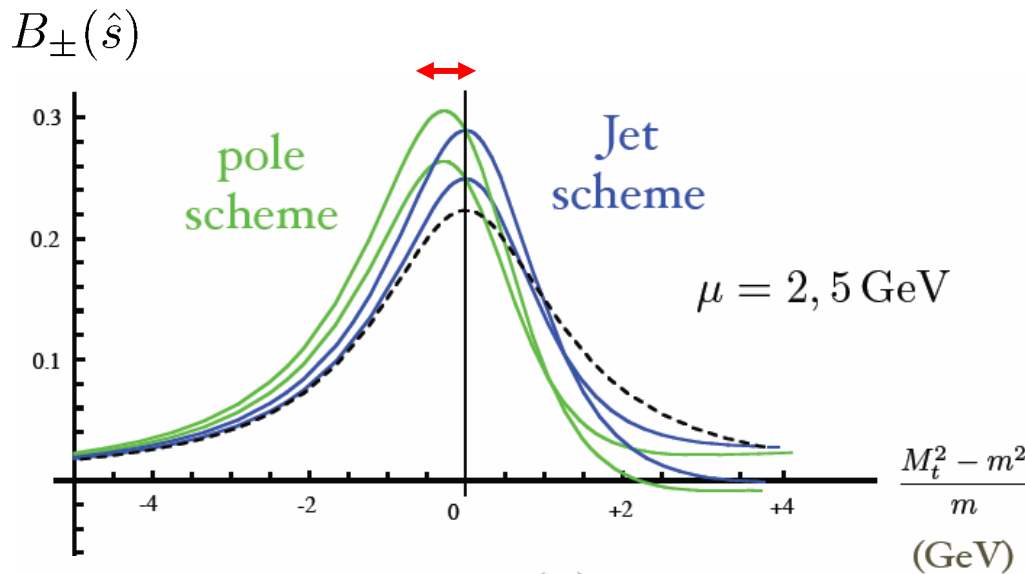 B±(ŝ)
0.3
pole
scheme
Jet
scheme
0.2
μ = 2, 5 GeV
0.1
-4
-2
0
+2
+4
M_t^2 − m^2
m
(GeV)